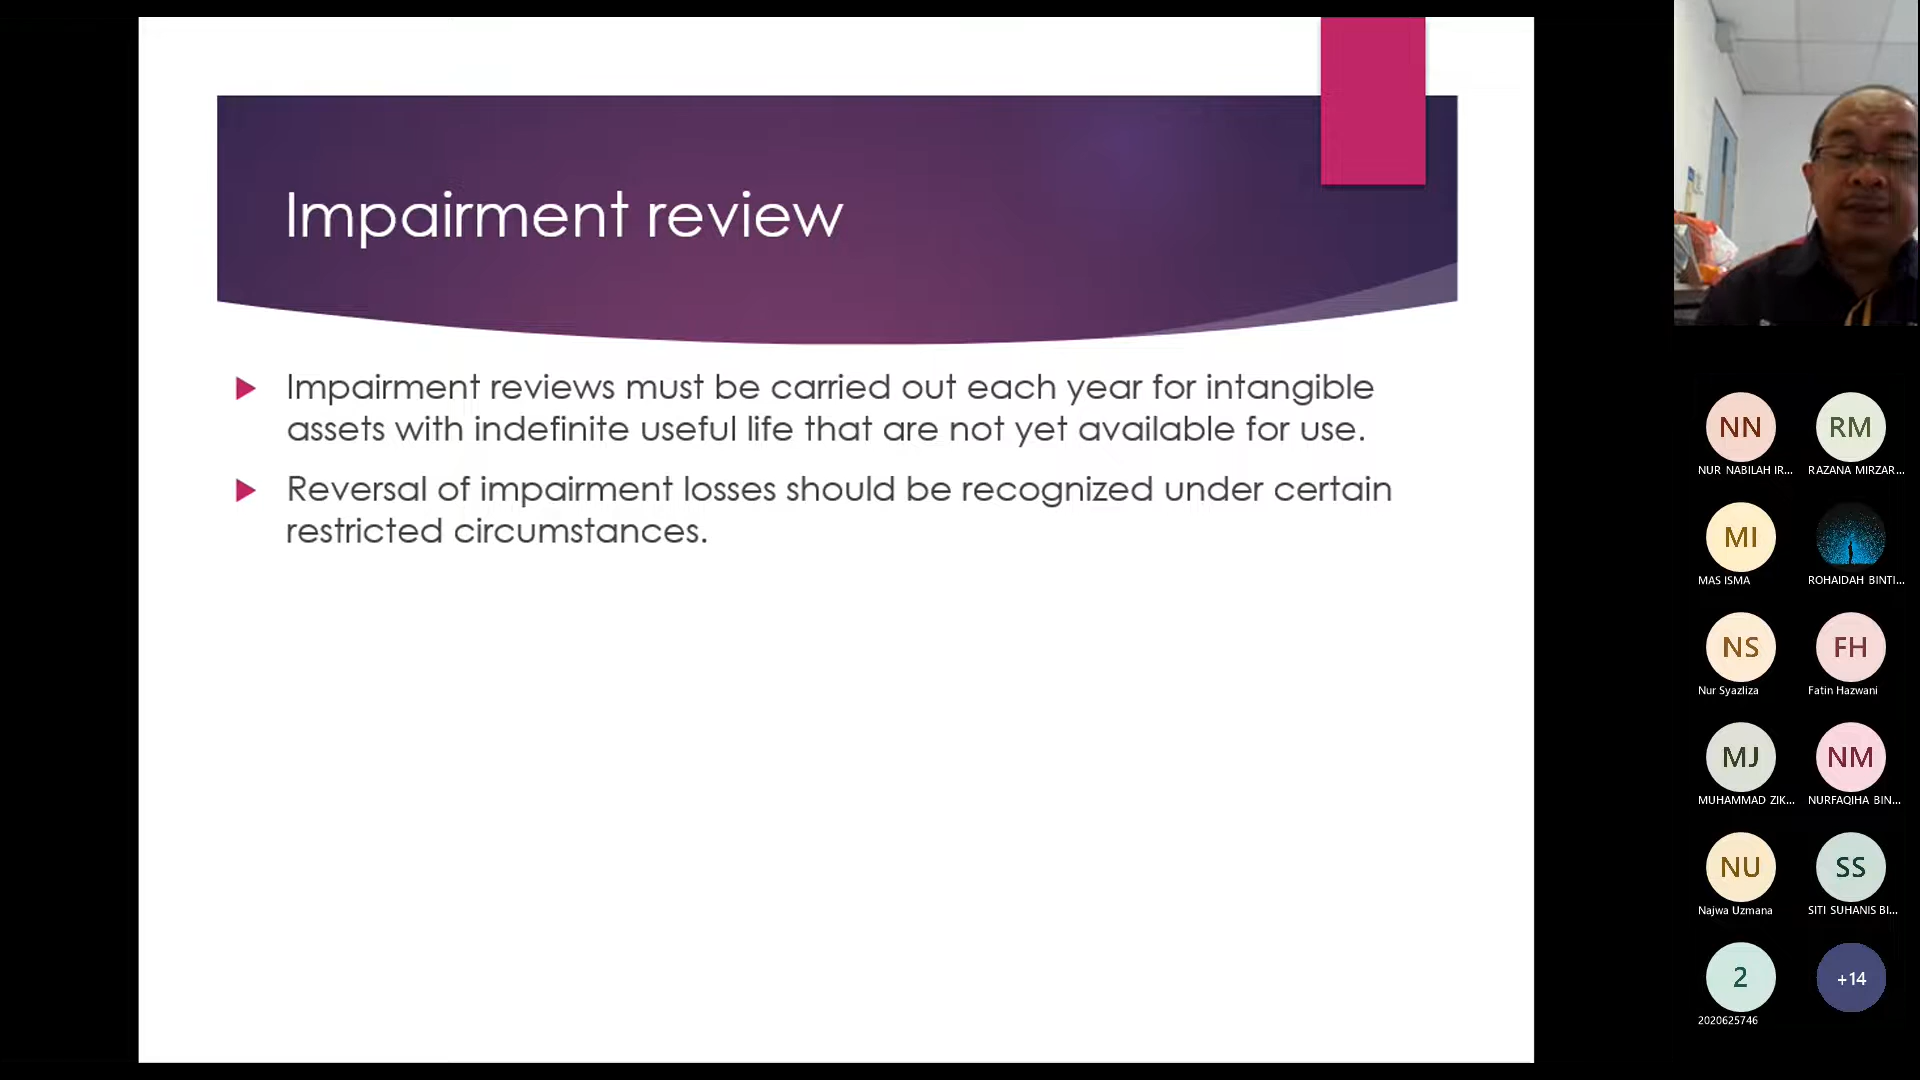 Impairment review
Impairment reviews must be carried out each year for intangible
assets with indefinite useful life that are not yet available for use.
Reversal of impairment losses should be recognized under certain
restricted circumstances.
NN
RM
NUR NABILAH IR...
RAZANA MIRZAR...
MI
MAS ISMA
ROHAIDAH BINTI...
NS
FH
Nur Syazliza
Fatin Hazwani
MJ
NM
MUHAMMAD ZIK...
NURFAQIHA BIN...
NU
SS
Najwa Uzmana
SITI SUHANIS BI...
2
+14
2020625746